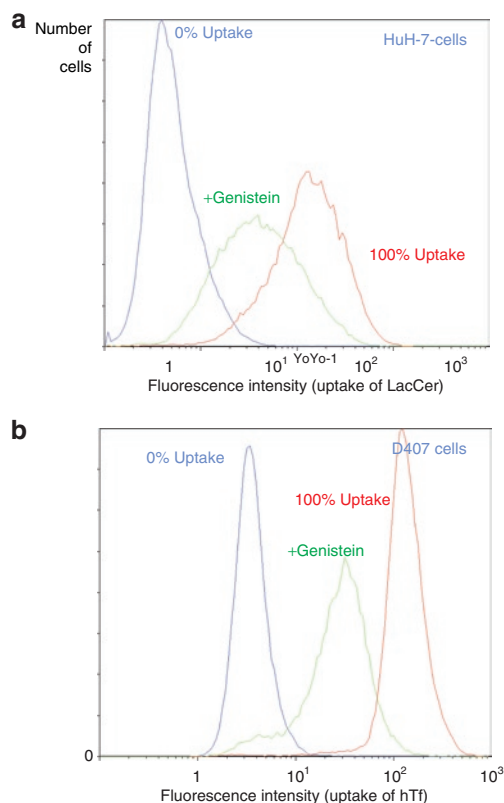 a
Number of cells
0% Uptake
HuH-7-cells
+Genistein
100% Uptake
1 10¹ YoYo-1 10² 10³
Fluorescence intensity (uptake of LacCer)
b
0% Uptake
D407 cells
100% Uptake
+Genistein
0
1 10¹ 10² 10³
Fluorescence intensity (uptake of hTf)